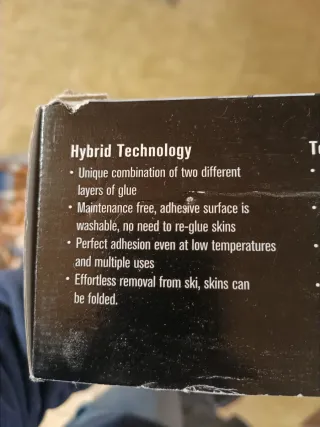 Hybrid Technology
• Unique combination of two different
layers of glue
• Maintenance free, adhesive surface is
washable, no need to re-glue skins
• Perfect adhesion even at low temperatures
and multiple uses
• Effortless removal from ski, skins can
be folded.